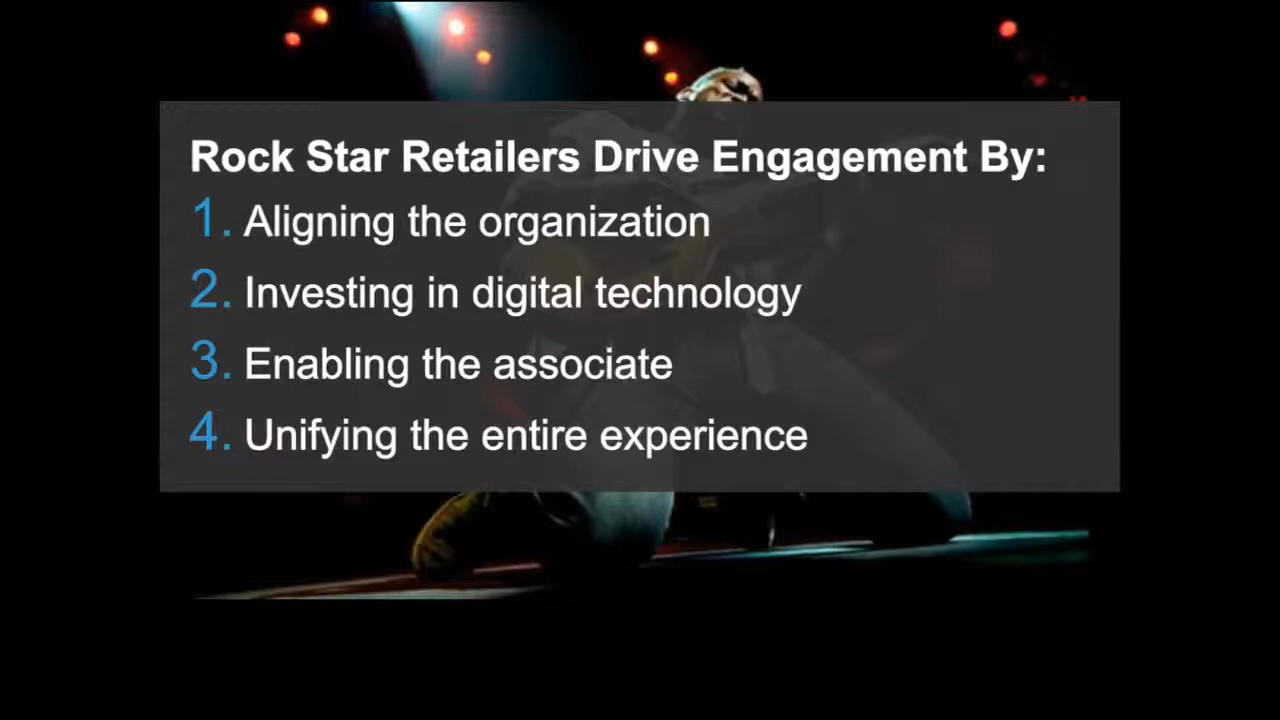 Rock Star Retailers Drive Engagement By:
1. Aligning the organization
2. Investing in digital technology
3. Enabling the associate
4. Unifying the entire experience